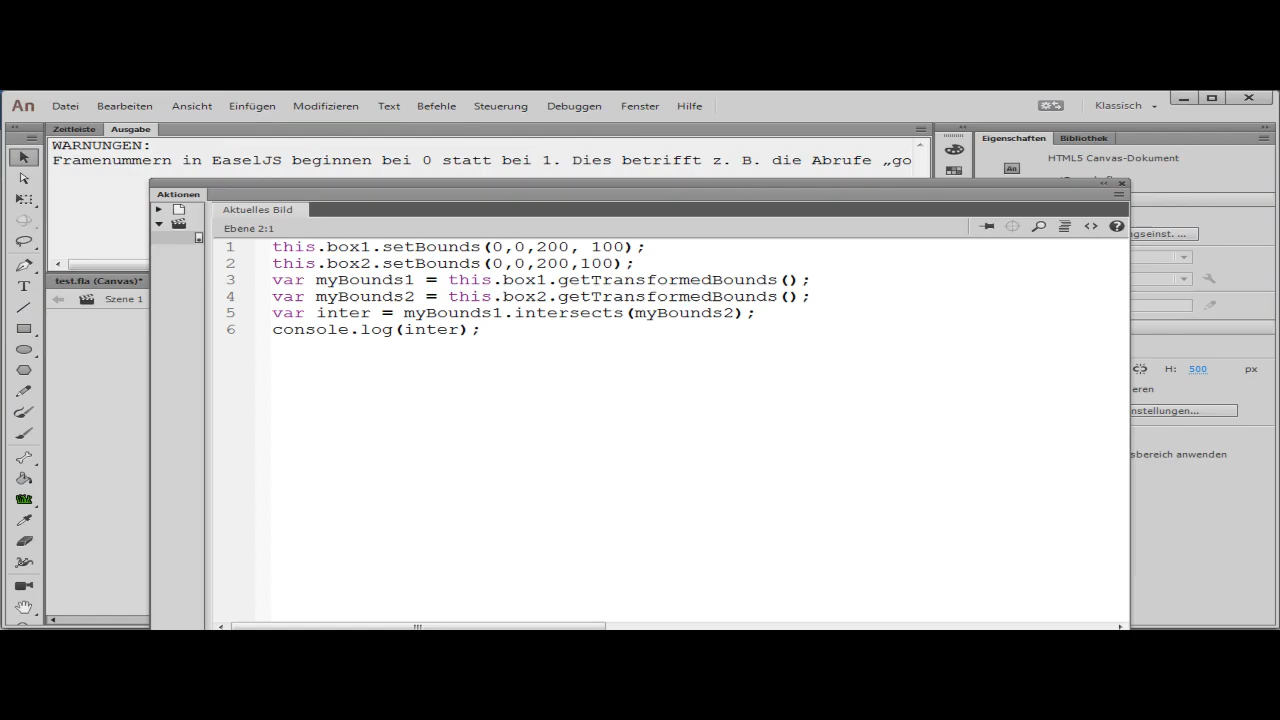 An Datei Bearbeiten Ansicht Einfügen Modifizieren Text Befehle Steuerung Debuggen Fenster Hilfe Klassisch
Zeitleiste Ausgabe
Eigenschaften Bibliothek
WARNUNGEN:
Framenummern in EaselJS beginnen bei 0 statt bei 1. Dies betrifft z. B. die Abrufe „go
HTML5 Canvas-Dokument
An
Aktionen
Aktuelles Bild
Ebene 2:1
ngseinst. ...
test.fla (Canvas)*
Szene 1
1 this.box1.setBounds(0,0,200, 100);
2 this.box2.setBounds(0,0,200,100);
3 var myBounds1 = this.box1.getTransformedBounds();
4 var myBounds2 = this.box2.getTransformedBounds();
5 var inter = myBounds1.intersects(myBounds2);
6 console.log(inter);
H: 500 px
eren
nstellungen...
sbereich anwenden